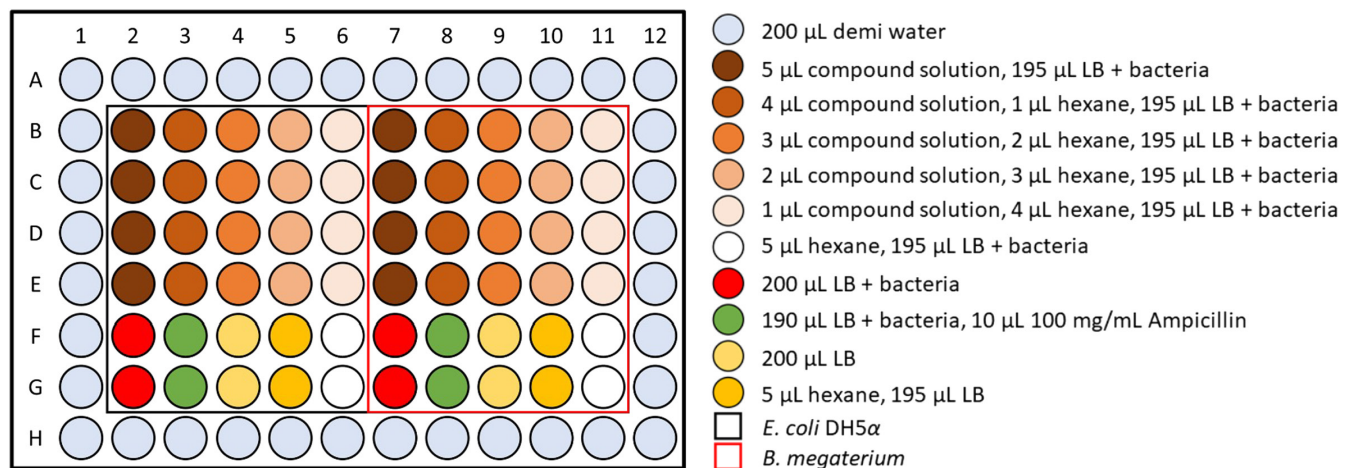 1 2 3 4 5 6 7 8 9 10 11 12
A
B
C
D
E
F
G
H
200 µL demi water
5 µL compound solution, 195 µL LB + bacteria
4 µL compound solution, 1 µL hexane, 195 µL LB + bacteria
3 µL compound solution, 2 µL hexane, 195 µL LB + bacteria
2 µL compound solution, 3 µL hexane, 195 µL LB + bacteria
1 µL compound solution, 4 µL hexane, 195 µL LB + bacteria
5 µL hexane, 195 µL LB + bacteria
200 µL LB + bacteria
190 µL LB + bacteria, 10 µL 100 mg/mL Ampicillin
200 µL LB
5 µL hexane, 195 µL LB
E. coli DH5α
B. megaterium